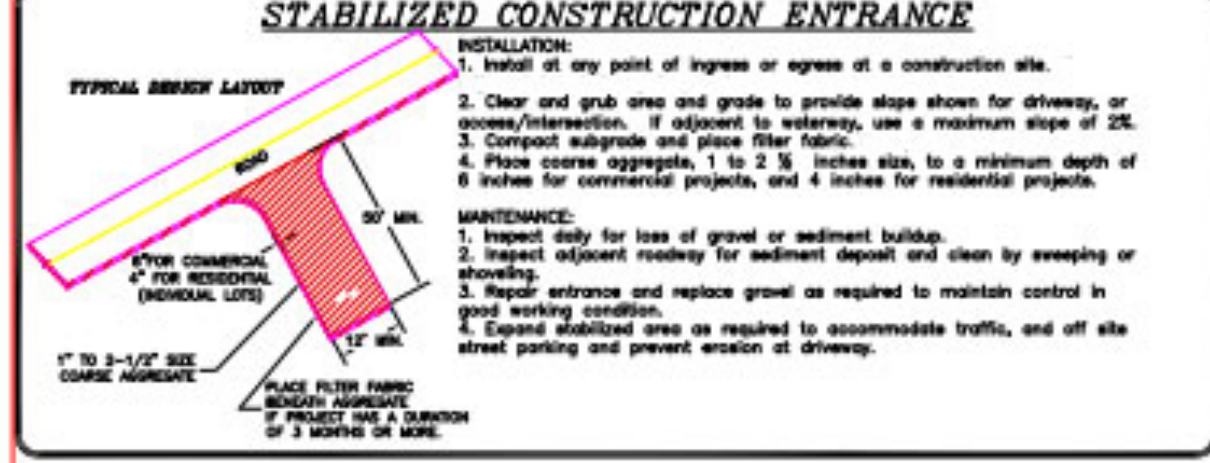 STABILIZED CONSTRUCTION ENTRANCE
TYPICAL DESIGN LAYOUT
ROAD
50' MIN.
6" FOR COMMERCIAL
4" FOR RESIDENTIAL
(INDIVIDUAL LOTS)
12' MIN.
1" TO 2-1/2" SIZE
COARSE AGGREGATE
PLACE FILTER FABRIC
BENEATH AGGREGATE
IF PROJECT HAS A DURATION
OF 3 MONTHS OR MORE.
INSTALLATION:
1. Install at any point of ingress or egress at a construction site.
2. Clear and grub area and grade to provide slope shown for driveway, or
access/intersection. If adjacent to waterway, use a maximum slope of 2%.
3. Compact subgrade and place filter fabric.
4. Place coarse aggregate, 1 to 2 ½ inches size, to a minimum depth of
6 inches for commercial projects, and 4 inches for residential projects.
MAINTENANCE:
1. Inspect daily for loss of gravel or sediment buildup.
2. Inspect adjacent roadway for sediment deposit and clean by sweeping or
shoveling.
3. Repair entrance and replace gravel as required to maintain control in
good working condition.
4. Expand stabilized area as required to accommodate traffic, and off site
street parking and prevent erosion at driveway.